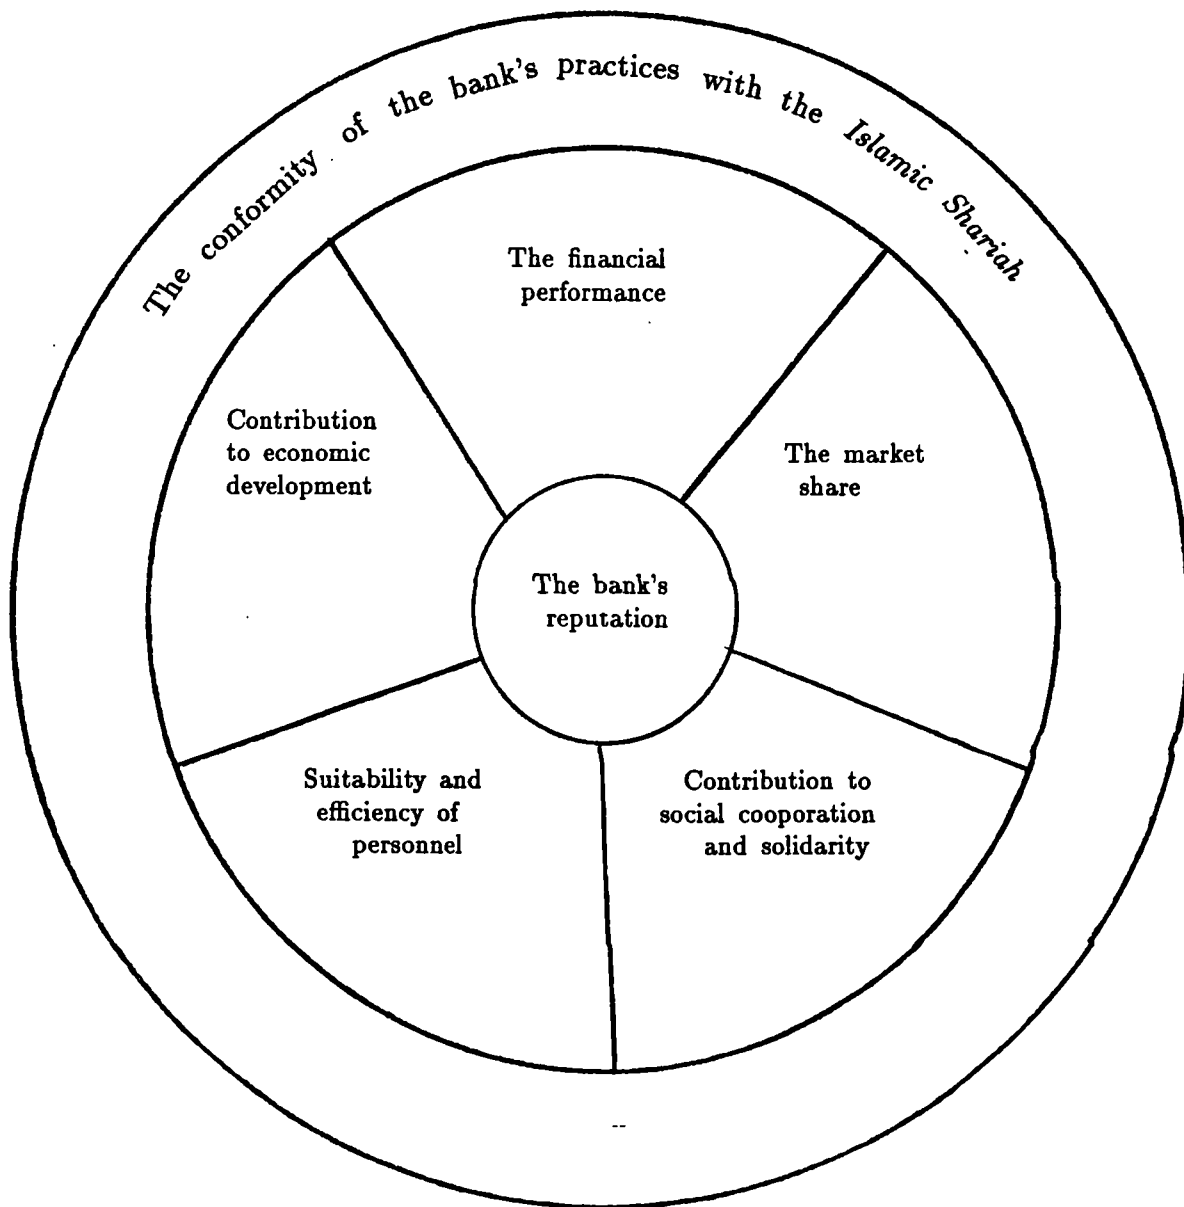 The conformity of the bank's practices with the Islamic Shariah
The financial
performance
Contribution
to economic
development
The market
share
The bank's
reputation
Suitability and
efficiency of
personnel
Contribution to
social cooporation
and solidarity
--